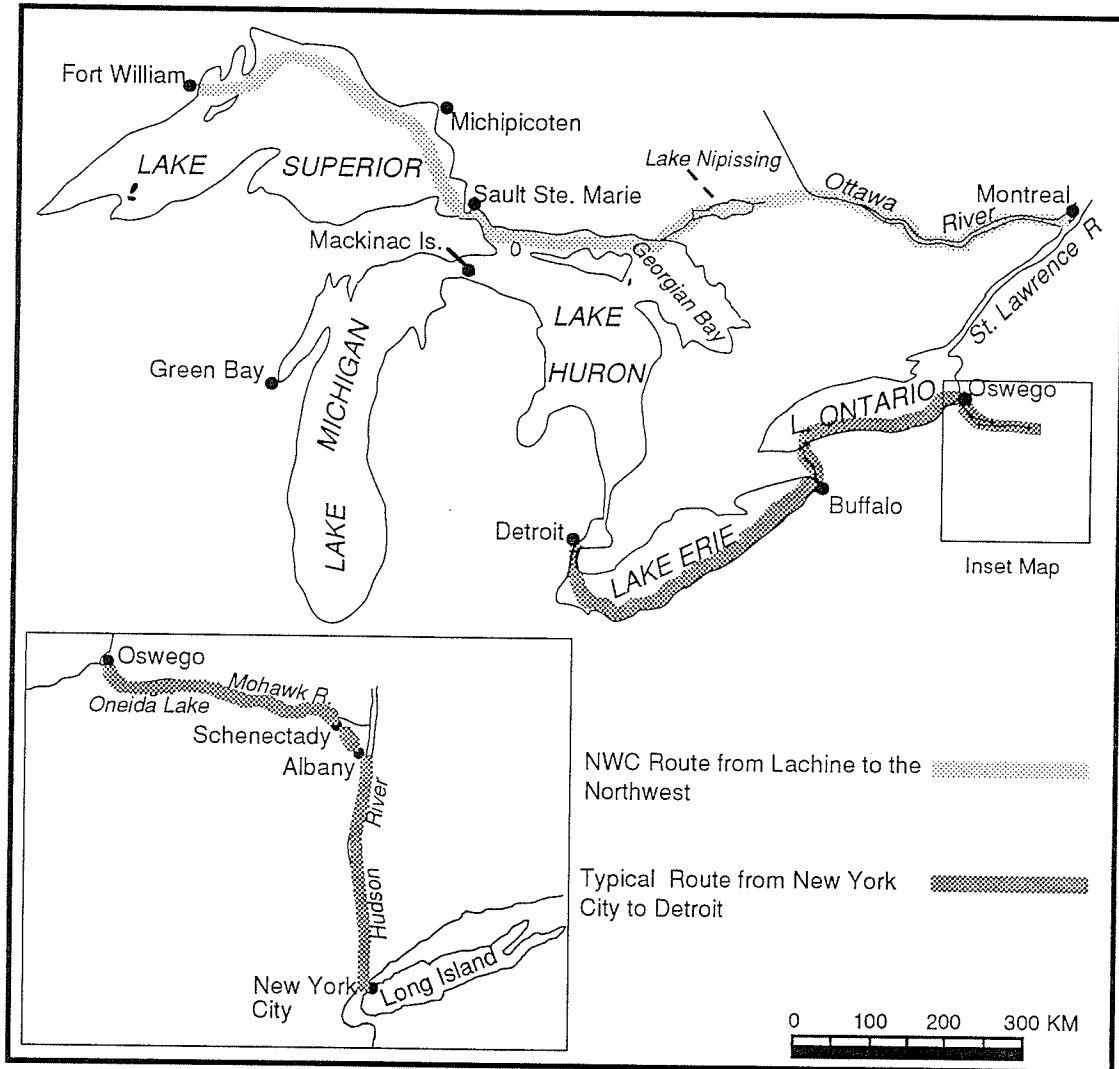 Fort William
Michipicoten
LAKE SUPERIOR
Lake Nipissing
Sault Ste. Marie
Ottawa River
Montreal
Mackinac Is.
Georgian Bay
St. Lawrence R
LAKE HURON
LAKE MICHIGAN
Green Bay
L. ONTARIO
Oswego
Buffalo
Detroit
LAKE ERIE
Inset Map
Oswego
Mohawk R.
Oneida Lake
Schenectady
Albany
Hudson River
New York
City
Long Island
NWC Route from Lachine to the
Northwest
Typical Route from New York
City to Detroit
0 100 200 300 KM